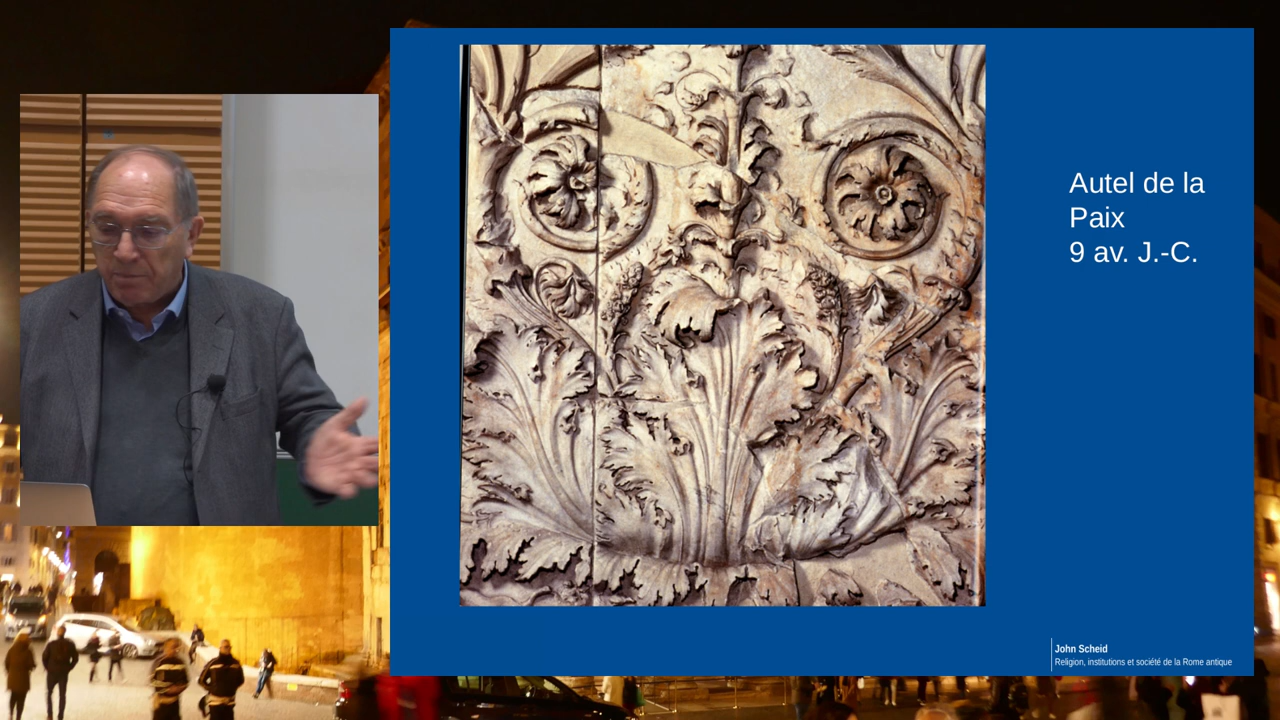 Autel de la
Paix
9 av. J.-C.
John Scheid
Religion, institutions et société de la Rome antique